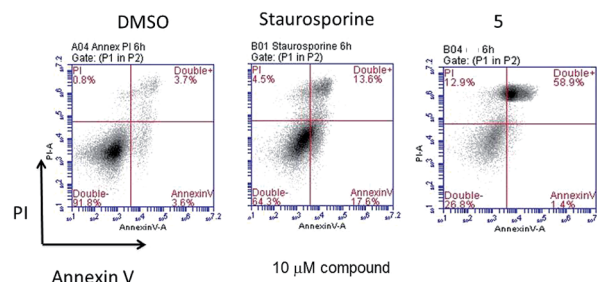 DMSO
Staurosporine
5
A04 Annex PI 6h
Gate: (P1 in P2)
PI
0.8%
Double+
3.7%
Double-
91.8%
AnnexinV
3.6%
PI-A
AnnexinV-A
B01 Staurosporine 6h
Gate: (P1 in P2)
PI
4.5%
Double+
13.6%
Double-
64.3%
AnnexinV
17.6%
AnnexinV-A
B04 6h
Gate: (P1 in P2)
PI
12.9%
Double+
58.9%
Double-
26.8%
AnnexinV
1.4%
PI-A
AnnexinV-A
PI
Annexin V
10 µM compound